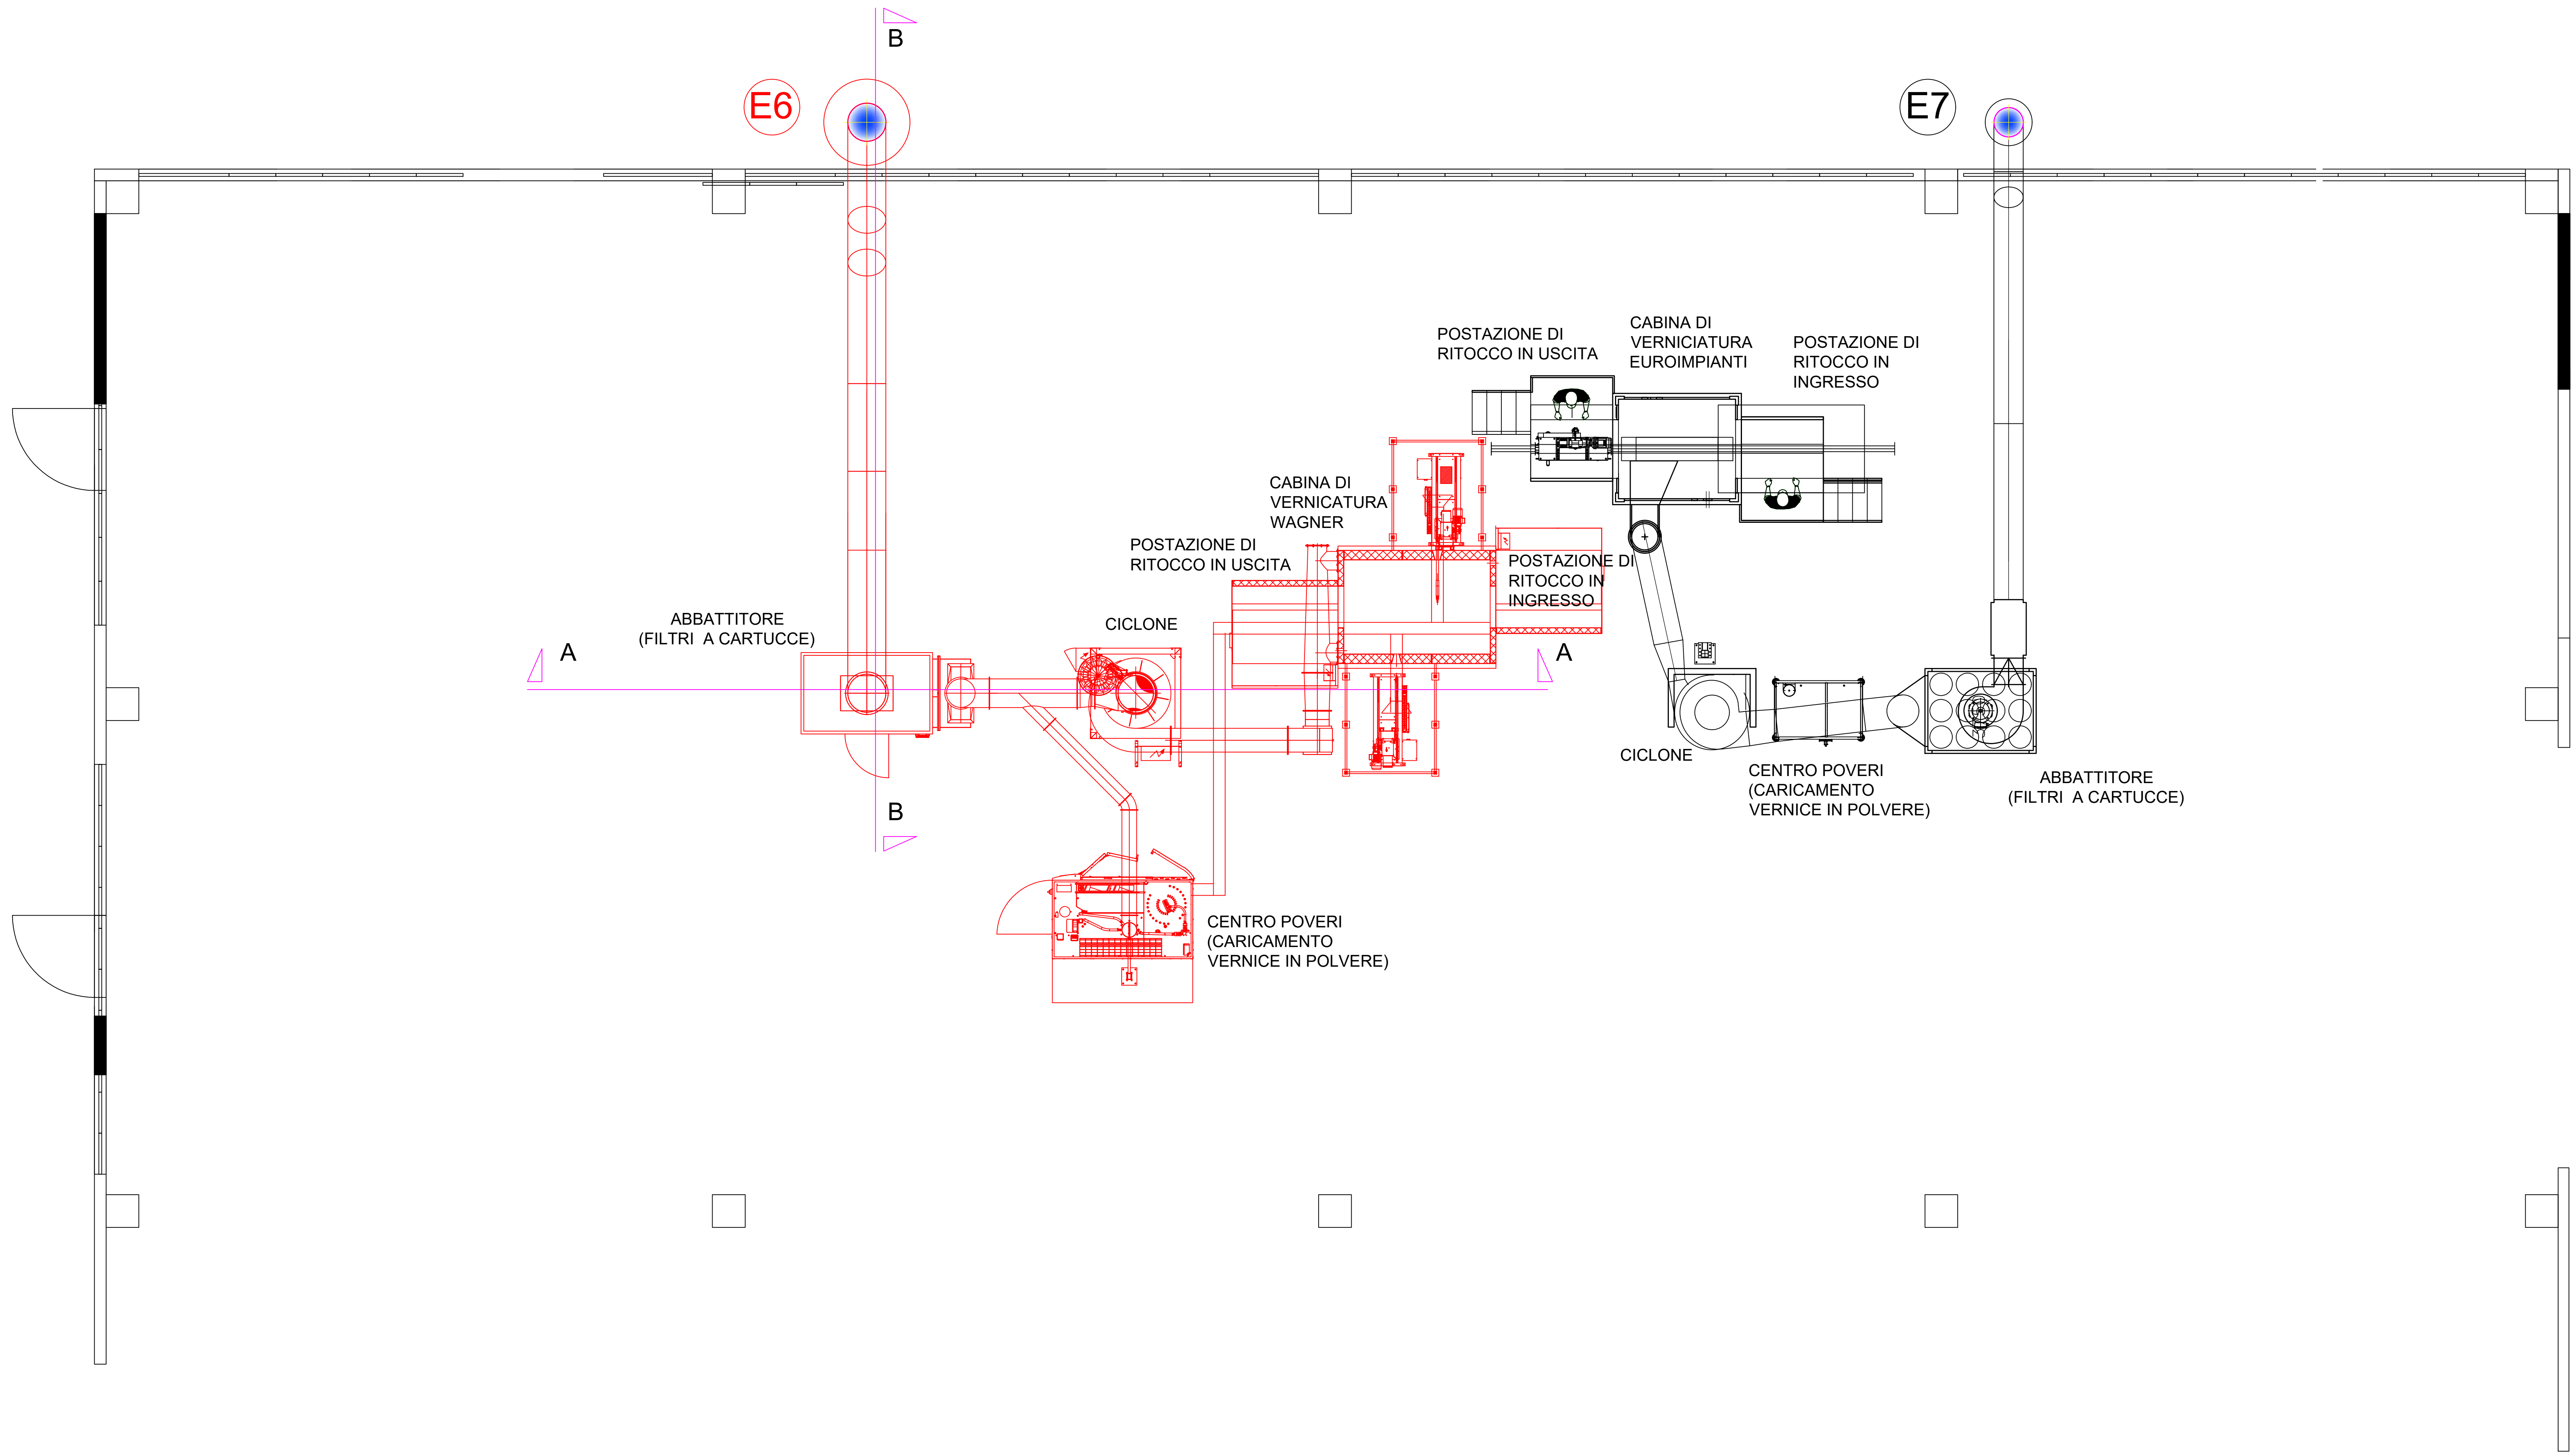 B
E6
E7
POSTAZIONE DI
RITOCCO IN USCITA
CABINA DI
VERNICIATURA
EUROIMPIANTI
POSTAZIONE DI
RITOCCO IN
INGRESSO
CABINA DI
VERNICATURA
WAGNER
POSTAZIONE DI
RITOCCO IN USCITA
POSTAZIONE DI
RITOCCO IN
INGRESSO
ABBATTITORE
(FILTRI A CARTUCCE)
CICLONE
A
A
CICLONE
CENTRO POVERI
(CARICAMENTO
VERNICE IN POLVERE)
ABBATTITORE
(FILTRI A CARTUCCE)
B
CENTRO POVERI
(CARICAMENTO
VERNICE IN POLVERE)